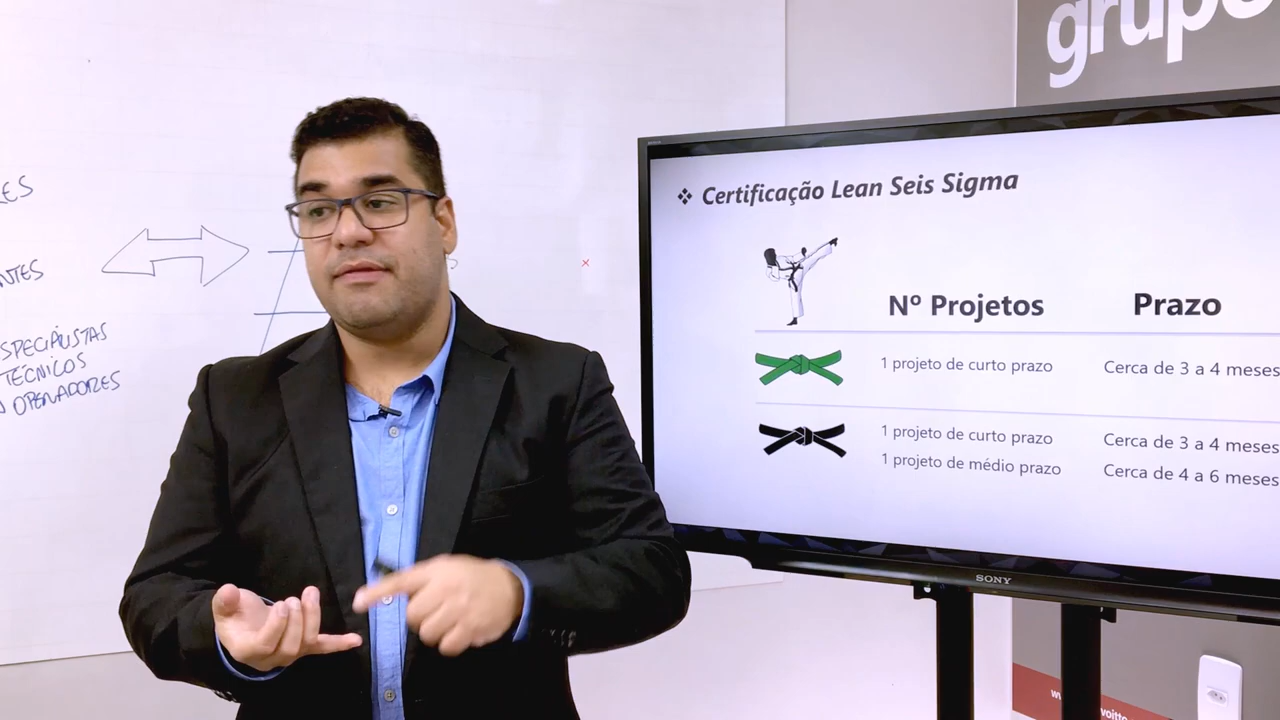 grupo
ES
NTES
SPECIALISTAS
TÉCNICOS
OPERADORES
❖ Certificação Lean Seis Sigma
Nº Projetos Prazo
1 projeto de curto prazo Cerca de 3 a 4 meses
1 projeto de curto prazo Cerca de 3 a 4 meses
1 projeto de médio prazo Cerca de 4 a 6 meses
SONY